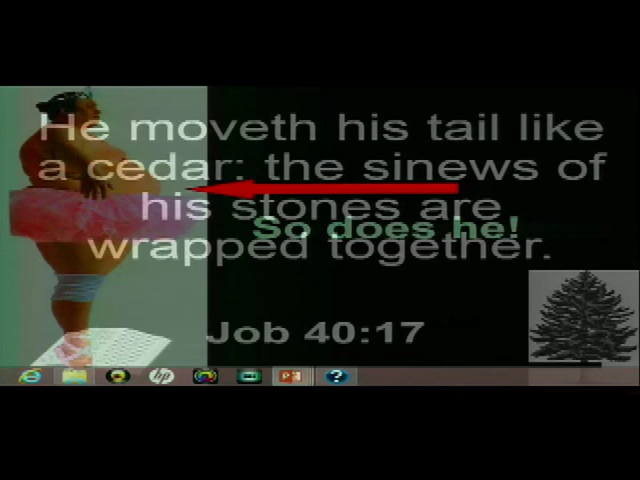 He moveth his tail like
a cedar: the sinews of
his stones are
So does he!
wrapped together.
Job 40:17
hp
?